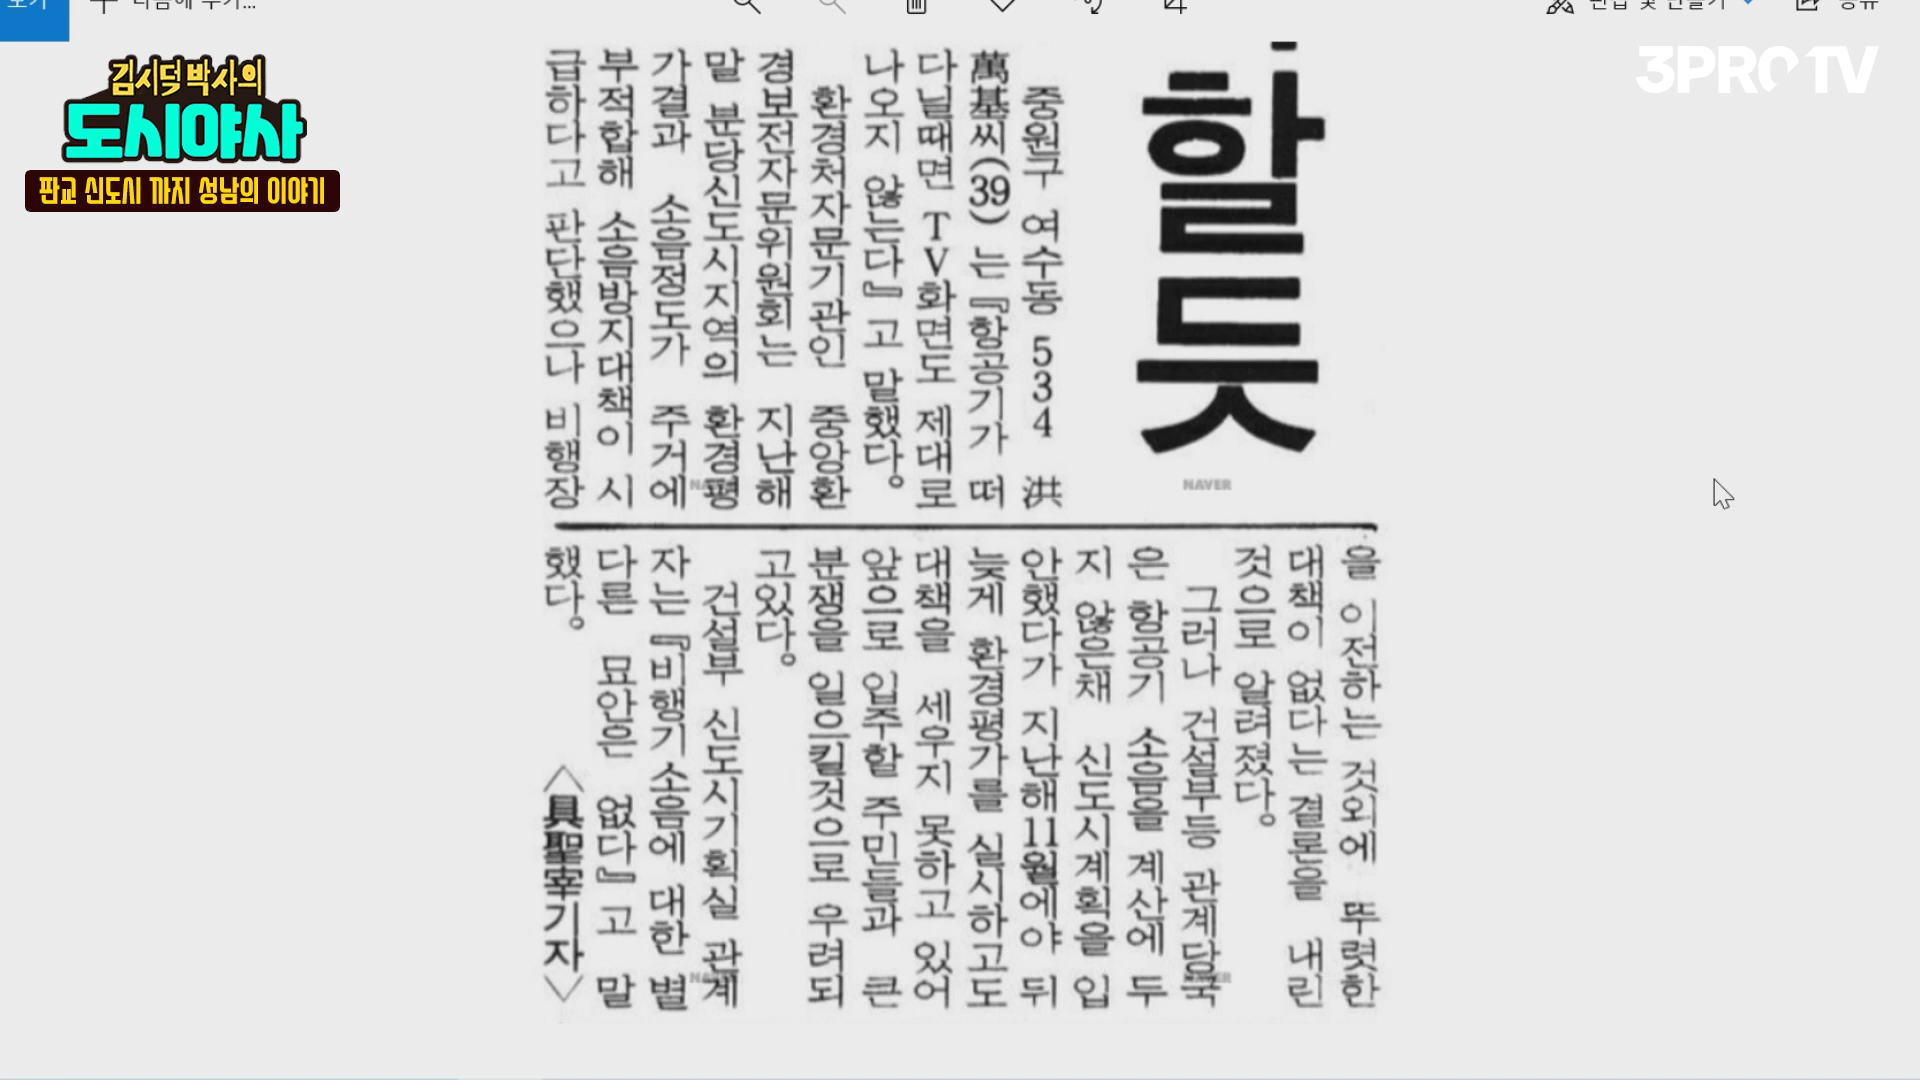 다음에 추가...
김시덕 박사의
도시야사
판교 신도시 까지 성남의 이야기
3PROTV
할듯
중원구 여수동 534 洪
萬基씨(39)는『항공기가 떠
다닐때면 TV화면도 제대로
나오지 않는다』고 말했다。
환경처자문기관인 중앙환
경보전자문위원회는 지난해
말 분당신도시지역의 환경평
가결과 소음정도가 주거에
부적합해 소음방지대책이 시
급하다고 판단했으나 비행장
을 이전하는 것외에 뚜렷한
대책이 없다는 결론을 내린
것으로 알려졌다。
그러나 건설부등 관계당국
은 항공기 소음을 계산에 두
지 않은채 신도시계획을 입
안했다가 지난해11월에야 뒤
늦게 환경평가를 실시하고도
대책을 세우지 못하고 있어
앞으로 입주할 주민들과 큰
분쟁을 일으킬것으로 우려되
고있다。
건설부 신도시기획실 관계
자는『비행기소음에 대한 별
다른 묘안은 없다』고 말
했다。
〈具聖宰기자〉
NAVER
NAVER
NAVER
NAVER